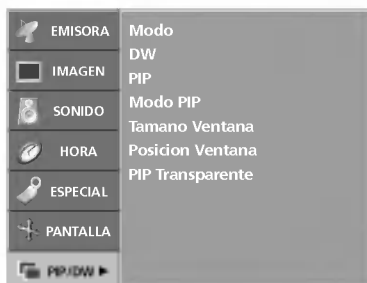 EMISORA
IMAGEN
SONIDO
HORA
ESPECIAL
PANTALLA
PIP/DW ►
Modo
DW
PIP
Modo PIP
Tamano Ventana
Posicion Ventana
PIP Transparente